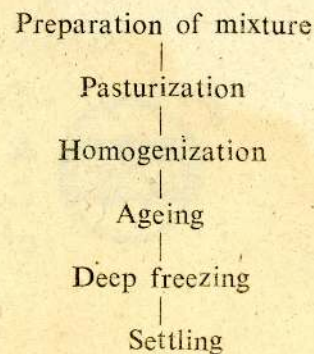 Preparation of mixture
Pasturization
Homogenization
Ageing
Deep freezing
Settling